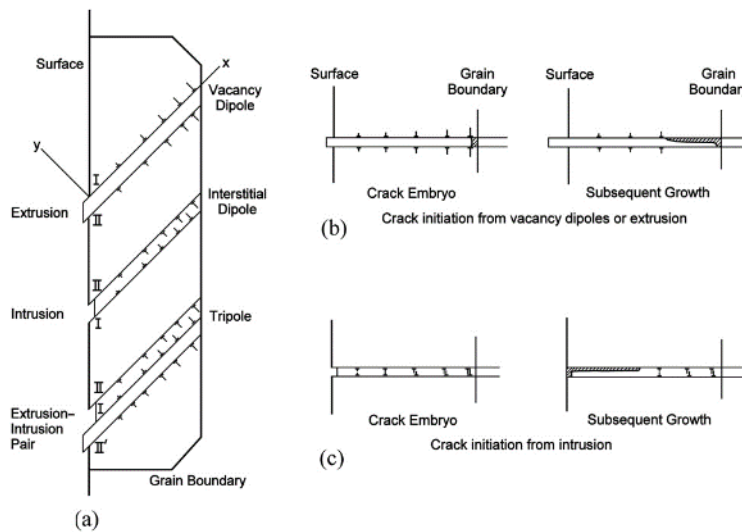 Surface
x
Vacancy
Dipole
y
I
Extrusion
II
Interstitial
Dipole
II
Intrusion
I
Tripole
II
I
Extrusion–
Intrusion
Pair
II'
Grain Boundary
(a)
Surface
Grain
Boundary
Surface
Grain
Boundar
Crack Embryo
Subsequent Growth
(b)
Crack initiation from vacancy dipoles or extrusion
Crack Embryo
Subsequent Growth
(c)
Crack initiation from intrusion